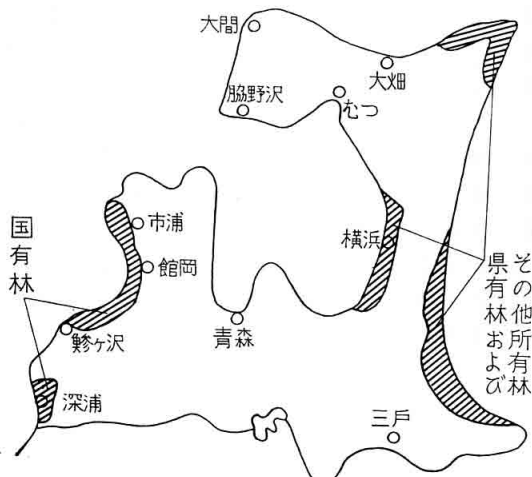 大間
大畑
脇野沢
むつ
市浦
国有林
横浜
館岡
県有林および
その他所有林
青森
鰺ヶ沢
深浦
三戸